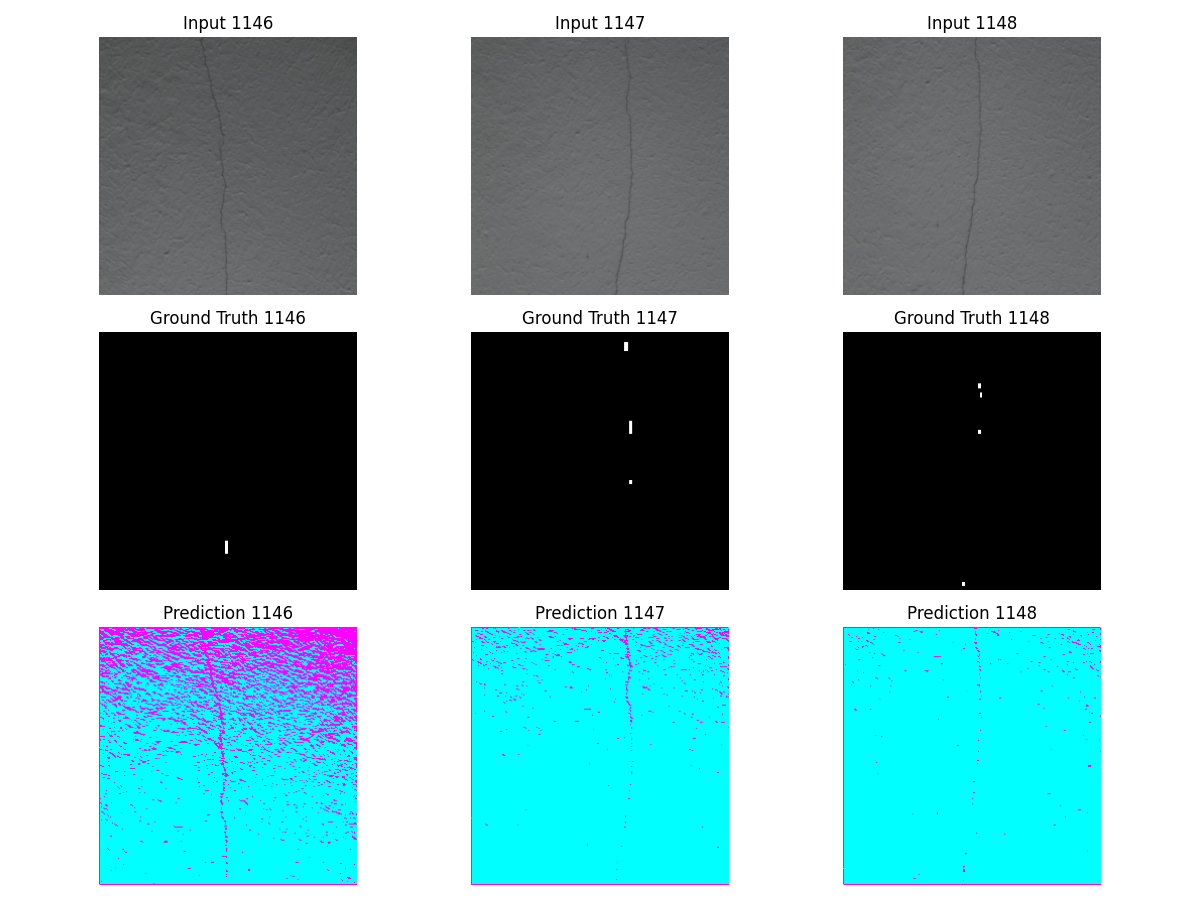 Input 1146
Input 1147
Input 1148
Ground Truth 1146
Ground Truth 1147
Ground Truth 1148
Prediction 1146
Prediction 1147
Prediction 1148